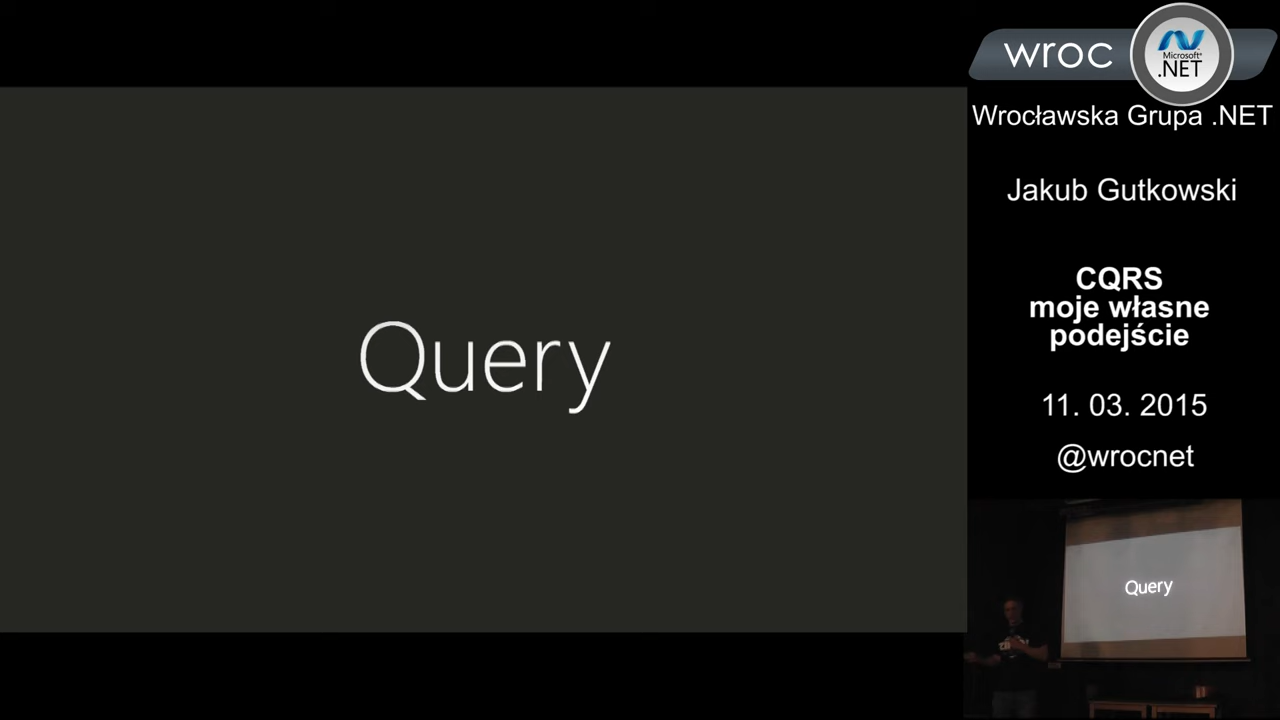 Query
wroc
Microsoft
.NET
Wrocławska Grupa .NET
Jakub Gutkowski
CQRS
moje własne
podejście
11. 03. 2015
@wrocnet
Query